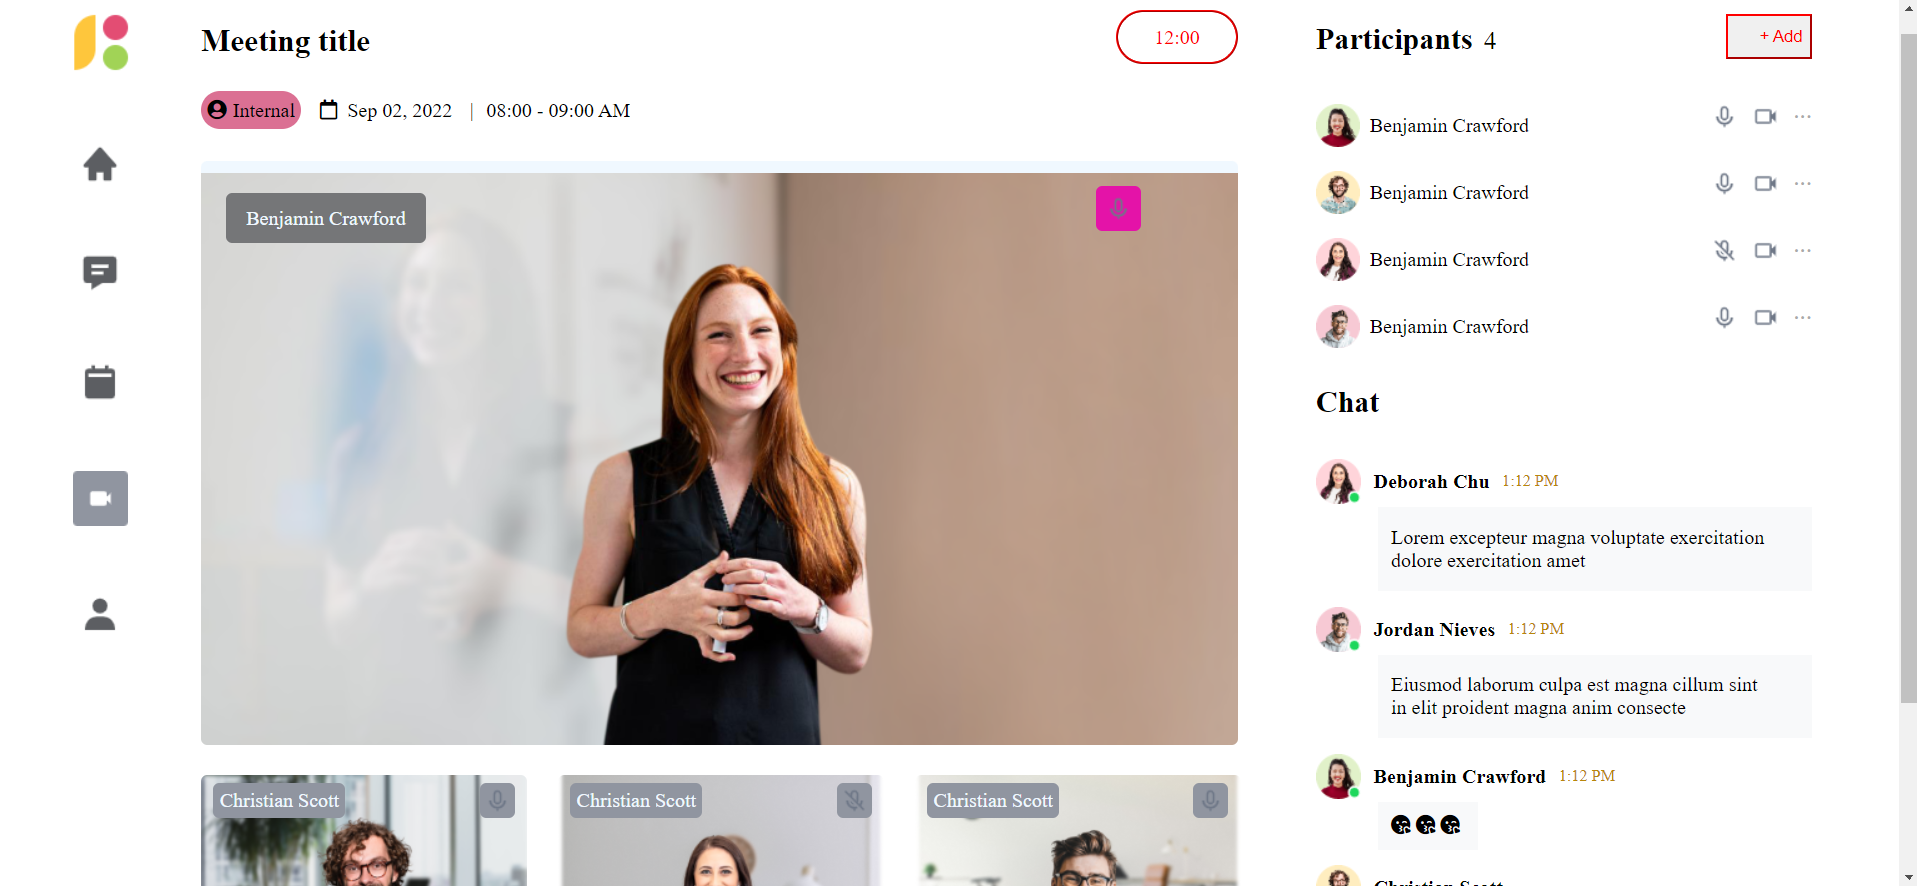 Meeting title
12:00
Internal
Sep 02, 2022 | 08:00 - 09:00 AM
Benjamin Crawford
Christian Scott
Christian Scott
Christian Scott
Participants 4
+ Add
Benjamin Crawford
Benjamin Crawford
Benjamin Crawford
Benjamin Crawford
Chat
Deborah Chu 1:12 PM
Lorem excepteur magna voluptate exercitation
dolore exercitation amet
Jordan Nieves 1:12 PM
Eiusmod laborum culpa est magna cillum sint
in elit proident magna anim consecte
Benjamin Crawford 1:12 PM
😘😘😘
Christian Scott